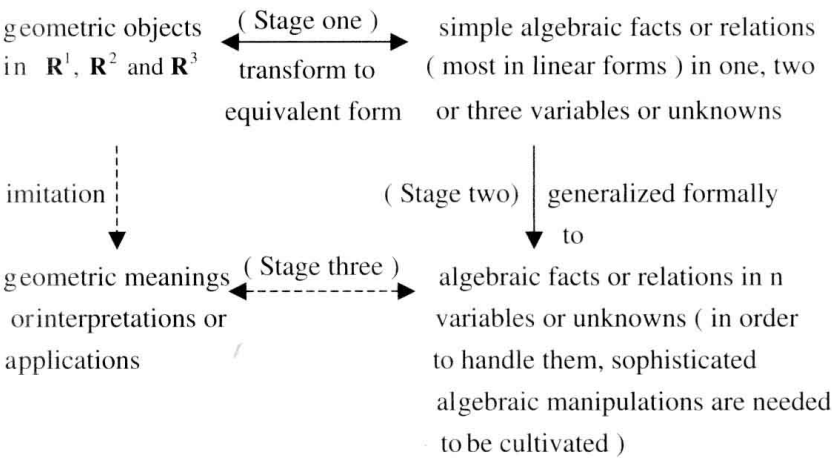 geometric objects
in R¹, R² and R³
( Stage one )
transform to
equivalent form
simple algebraic facts or relations
( most in linear forms ) in one, two
or three variables or unknowns
imitation
( Stage two)
generalized formally
to
geometric meanings
orinterpretations or
applications
( Stage three )
algebraic facts or relations in n
variables or unknowns ( in order
to handle them, sophisticated
algebraic manipulations are needed
to be cultivated )